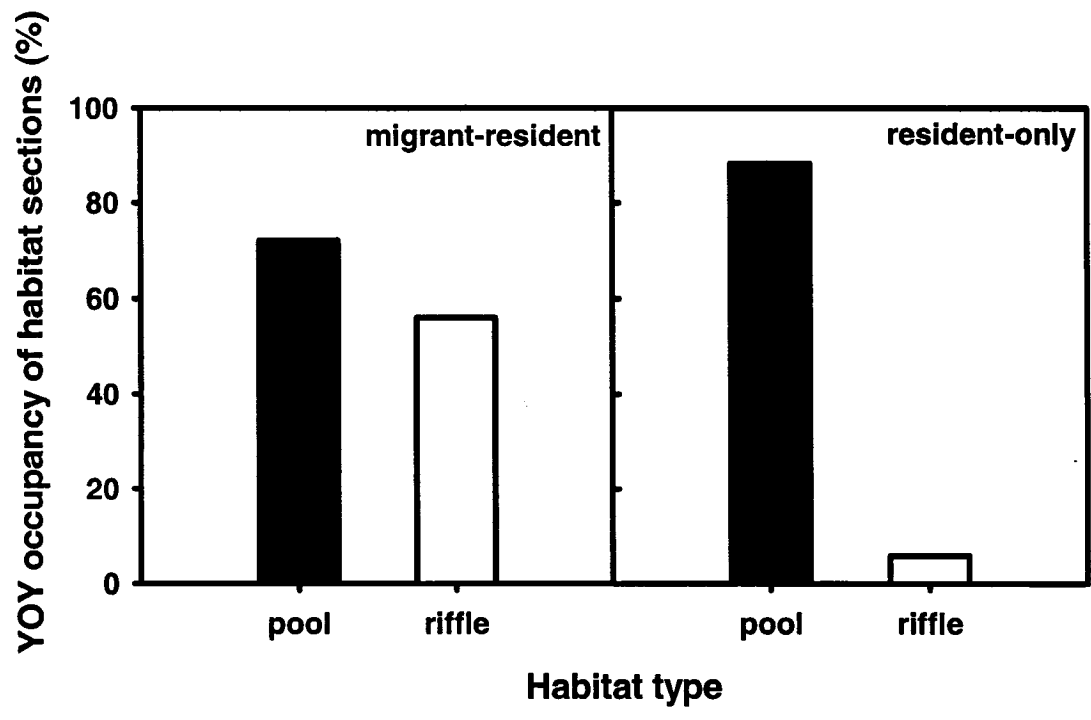 YOY occupancy of habitat sections (%)
100
80
60
40
20
0
migrant-resident
resident-only
pool riffle pool riffle
Habitat type